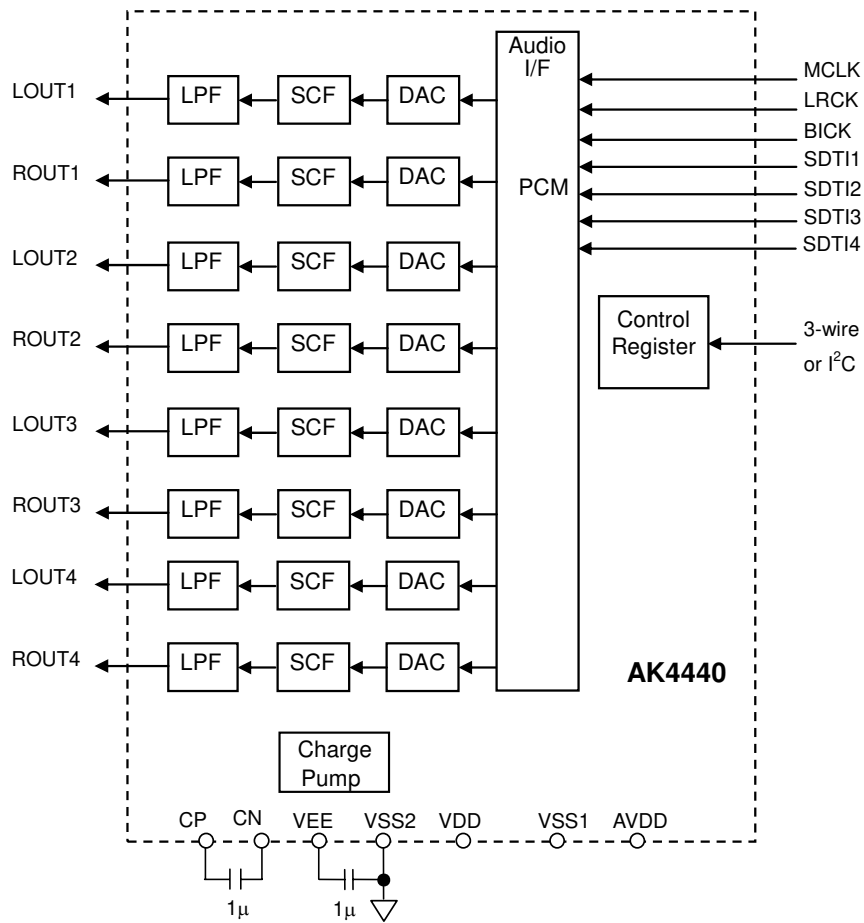 Audio
I/F
MCLK
LOUT1
LPF
SCF
DAC
LRCK
BICK
SDTI1
ROUT1
LPF
SCF
DAC
PCM
SDTI2
SDTI3
SDTI4
LOUT2
LPF
SCF
DAC
Control
Register
3-wire
or I²C
ROUT2
LPF
SCF
DAC
LOUT3
LPF
SCF
DAC
ROUT3
LPF
SCF
DAC
LOUT4
LPF
SCF
DAC
ROUT4
LPF
SCF
DAC
AK4440
Charge
Pump
CP
CN
VEE
VSS2
VDD
VSS1
AVDD
1μ
1μ